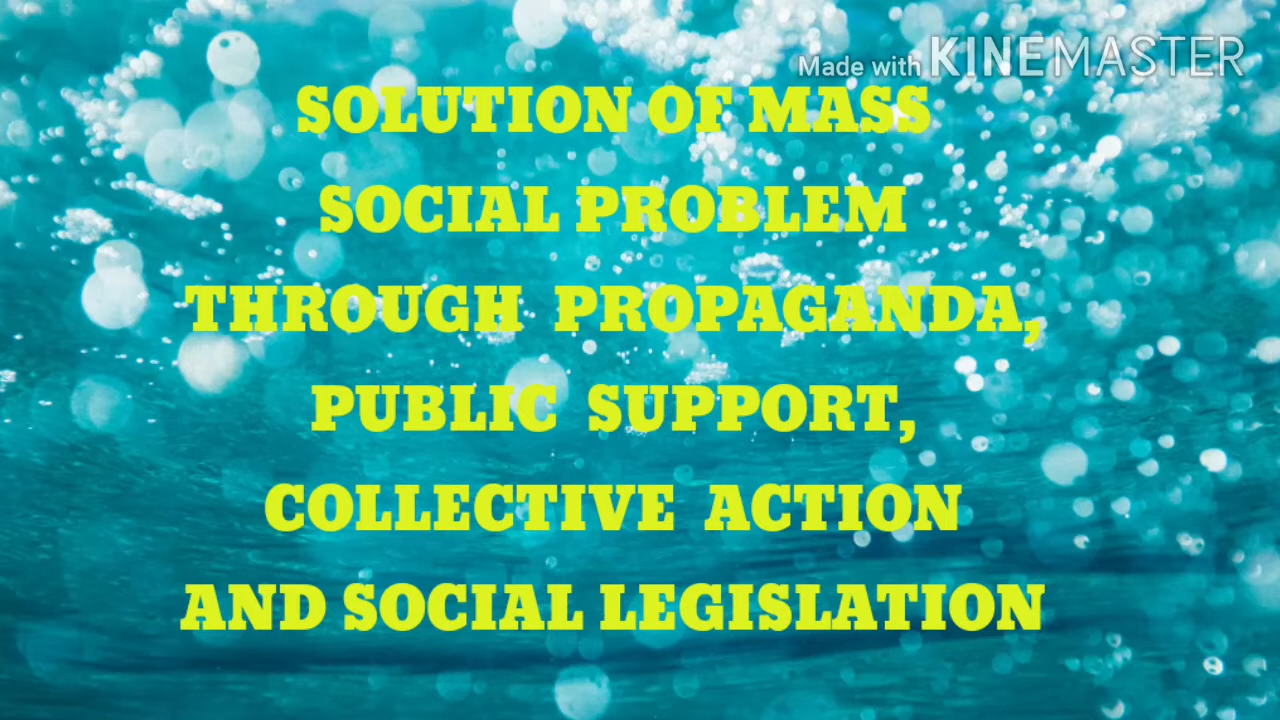 Made with KINEMASTER
SOLUTION OF MASS
SOCIAL PROBLEM
THROUGH PROPAGANDA,
PUBLIC SUPPORT,
COLLECTIVE ACTION
AND SOCIAL LEGISLATION